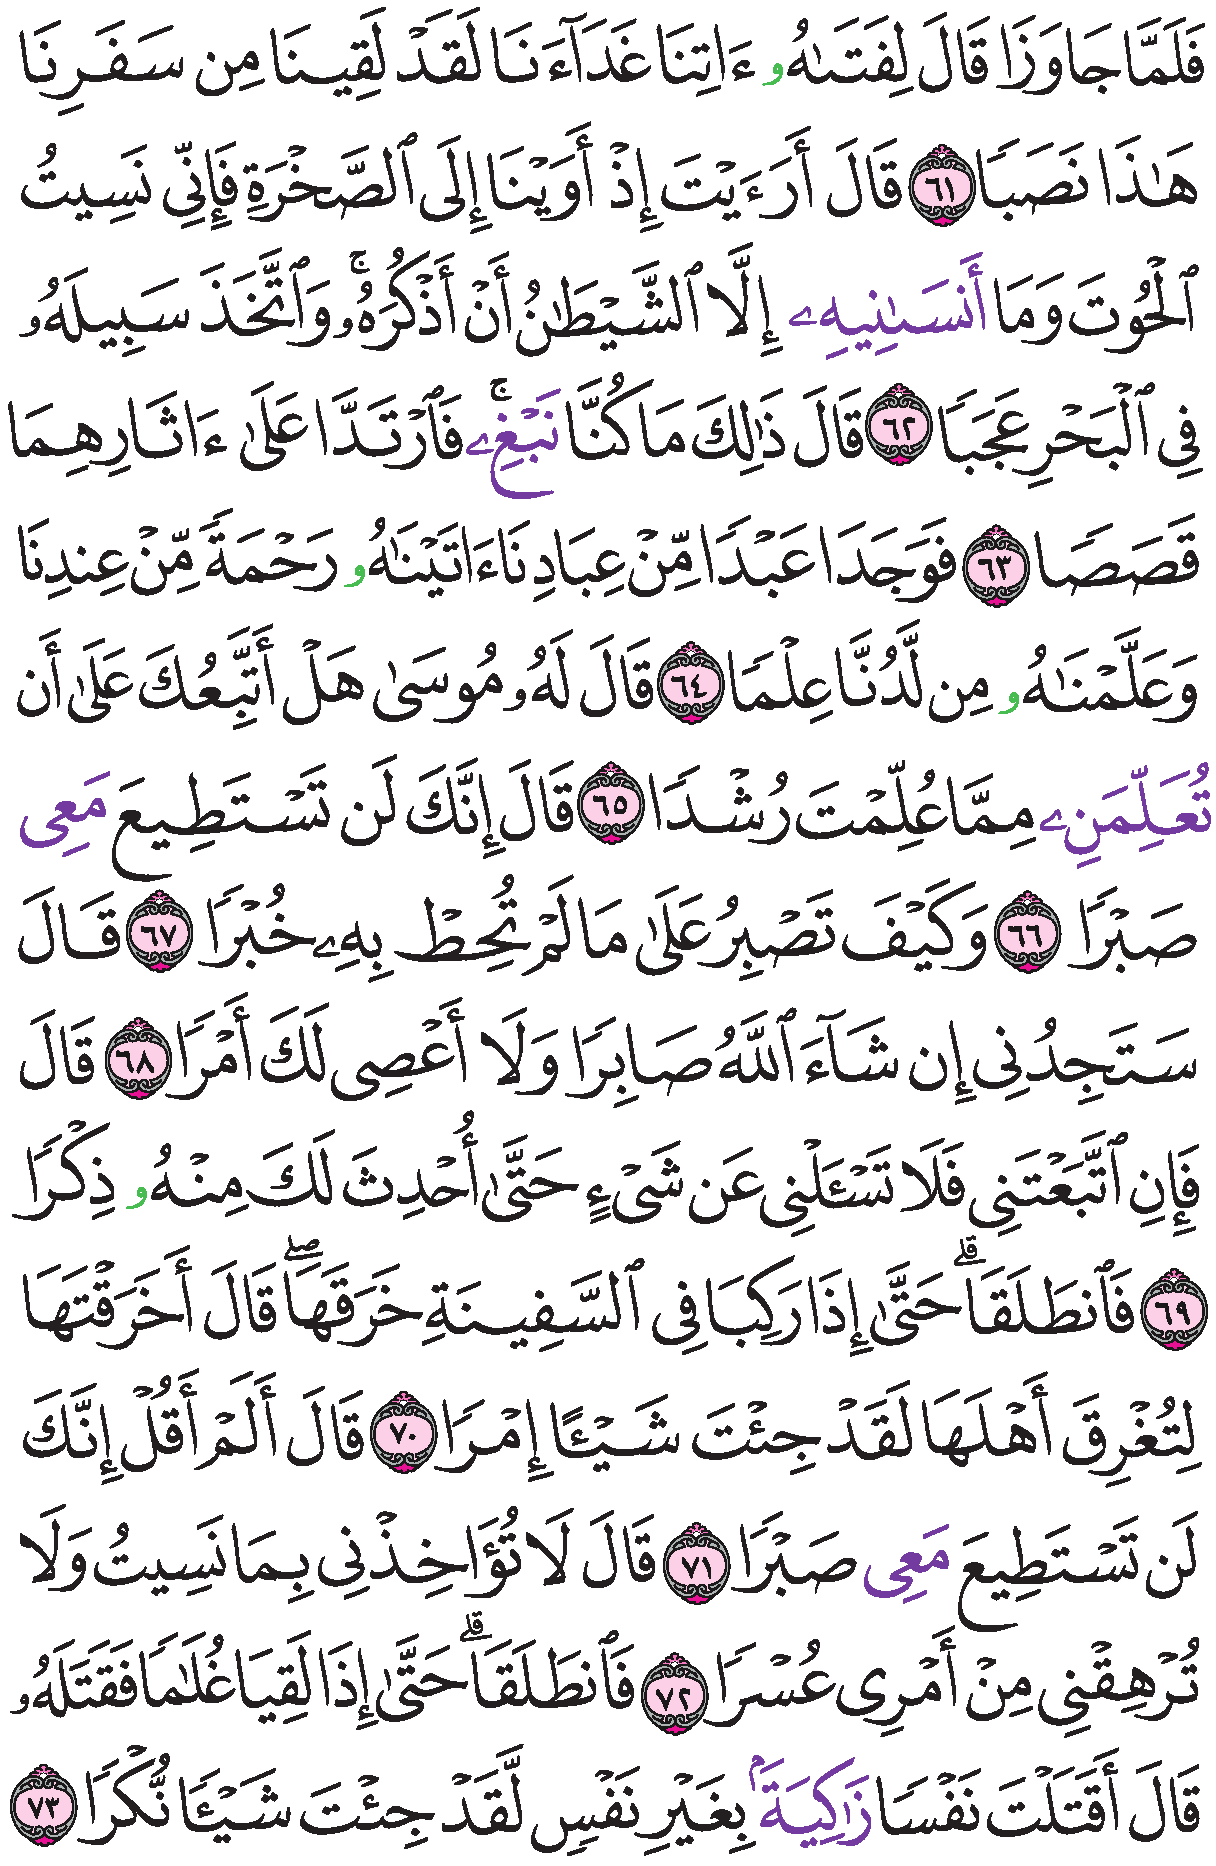 فَلَمَّا جَاوَزَا قَالَ لِفَتَىٰهُۥ ءَاتِنَا غَدَآءَنَا لَقَدْ لَقِينَا مِن سَفَرِنَا
هَٰذَا نَصَبًا ٦١ قَالَ أَرَءَيْتَ إِذْ أَوَيْنَا إِلَى ٱلصَّخْرَةِ فَإِنِّي نَسِيتُ
ٱلْحُوتَ وَمَا أَنسَىٰنِيهِۦ إِلَّا ٱلشَّيْطَٰنُ أَنْ أَذْكُرَهُۥۚ وَٱتَّخَذَ سَبِيلَهُۥ
فِي ٱلْبَحْرِ عَجَبًا ٦٢ قَالَ ذَٰلِكَ مَا كُنَّا نَبْغِۦۚ فَٱرْتَدَّا عَلَىٰ ءَاثَارِهِمَا
قَصَصًا ٦٣ فَوَجَدَا عَبْدًا مِّنْ عِبَادِنَا ءَاتَيْنَٰهُۥ رَحْمَةً مِّنْ عِندِنَا
وَعَلَّمْنَٰهُۥ مِن لَّدُنَّا عِلْمًا ٦٤ قَالَ لَهُۥ مُوسَىٰ هَلْ أَتَّبِعُكَ عَلَىٰ أَن
تُعَلِّمَنِۦ مِمَّا عُلِّمْتَ رُشْدًا ٦٥ قَالَ إِنَّكَ لَن تَسْتَطِيعَ مَعِي
صَبْرًا ٦٦ وَكَيْفَ تَصْبِرُ عَلَىٰ مَا لَمْ تُحِطْ بِهِۦ خُبْرًا ٦٧ قَالَ
سَتَجِدُنِي إِن شَآءَ ٱللَّهُ صَابِرًا وَلَا أَعْصِي لَكَ أَمْرًا ٦٨ قَالَ
فَإِنِ ٱتَّبَعْتَنِي فَلَا تَسْـَٔلْنِي عَن شَيْءٍ حَتَّىٰ أُحْدِثَ لَكَ مِنْهُۥ ذِكْرًا
٦٩ فَٱنطَلَقَاۗ حَتَّىٰ إِذَا رَكِبَا فِي ٱلسَّفِينَةِ خَرَقَهَاۖ قَالَ أَخَرَقْتَهَا
لِتُغْرِقَ أَهْلَهَا لَقَدْ جِئْتَ شَيْـًٔا إِمْرًا ٧٠ قَالَ أَلَمْ أَقُلْ إِنَّكَ
لَن تَسْتَطِيعَ مَعِي صَبْرًا ٧١ قَالَ لَا تُؤَاخِذْنِي بِمَا نَسِيتُ وَلَا
تُرْهِقْنِي مِنْ أَمْرِي عُسْرًا ٧٢ فَٱنطَلَقَاۗ حَتَّىٰ إِذَا لَقِيَا غُلَٰمًا فَقَتَلَهُۥ
قَالَ أَقَتَلْتَ نَفْسًا زَٰكِيَةَۢ بِغَيْرِ نَفْسٍ لَّقَدْ جِئْتَ شَيْـًٔا نُّكْرًا ٧٣